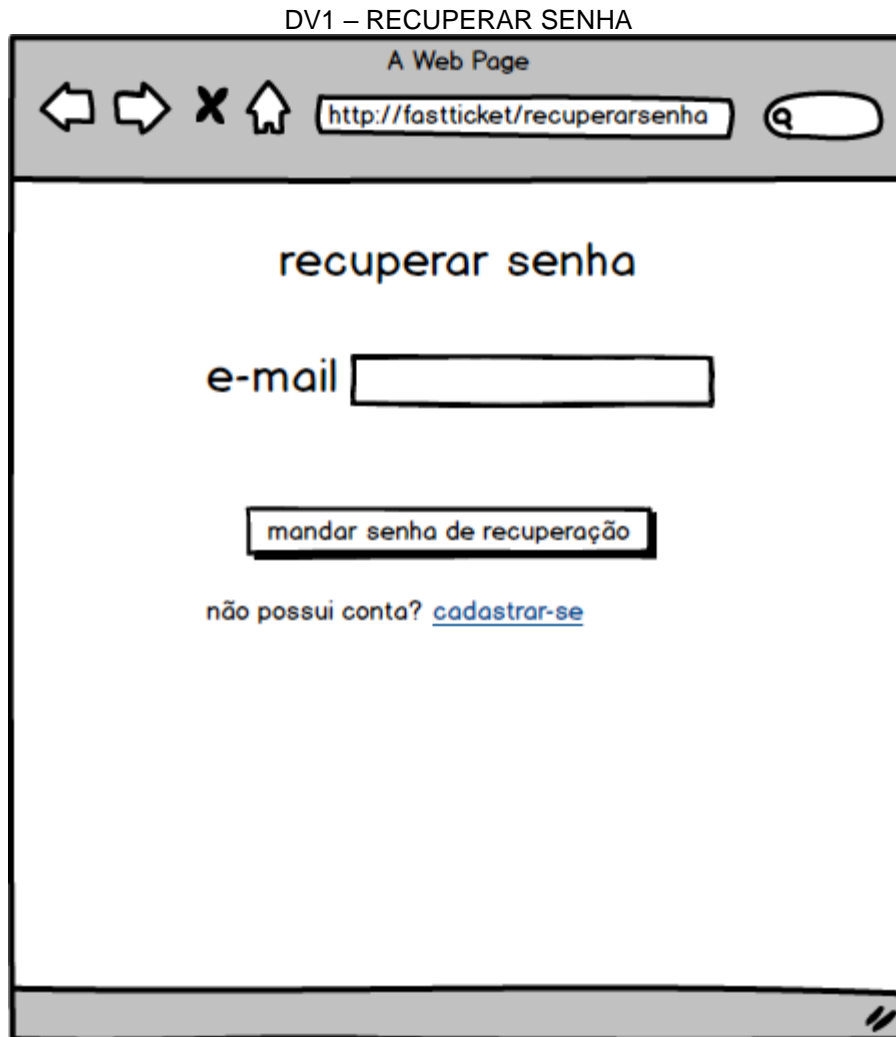 DV1 – RECUPERAR SENHA
A Web Page
http://fastticket/recuperarsenha
recuperar senha
e-mail
mandar senha de recuperação
não possui conta? cadastrar-se